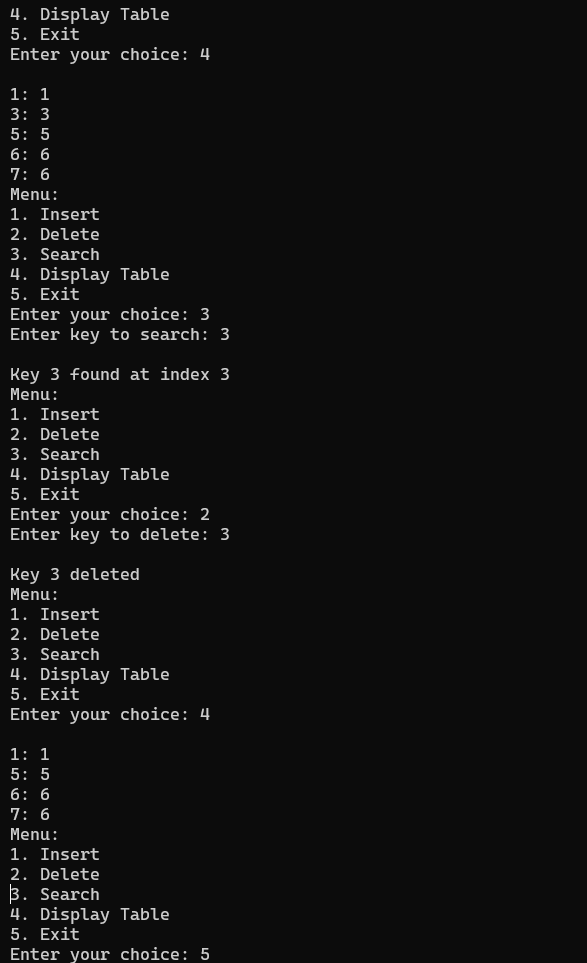 4. Display Table
5. Exit
Enter your choice: 4
1: 1
3: 3
5: 5
6: 6
7: 6
Menu:
1. Insert
2. Delete
3. Search
4. Display Table
5. Exit
Enter your choice: 3
Enter key to search: 3
Key 3 found at index 3
Menu:
1. Insert
2. Delete
3. Search
4. Display Table
5. Exit
Enter your choice: 2
Enter key to delete: 3
Key 3 deleted
Menu:
1. Insert
2. Delete
3. Search
4. Display Table
5. Exit
Enter your choice: 4
1: 1
5: 5
6: 6
7: 6
Menu:
1. Insert
2. Delete
3. Search
4. Display Table
5. Exit
Enter your choice: 5